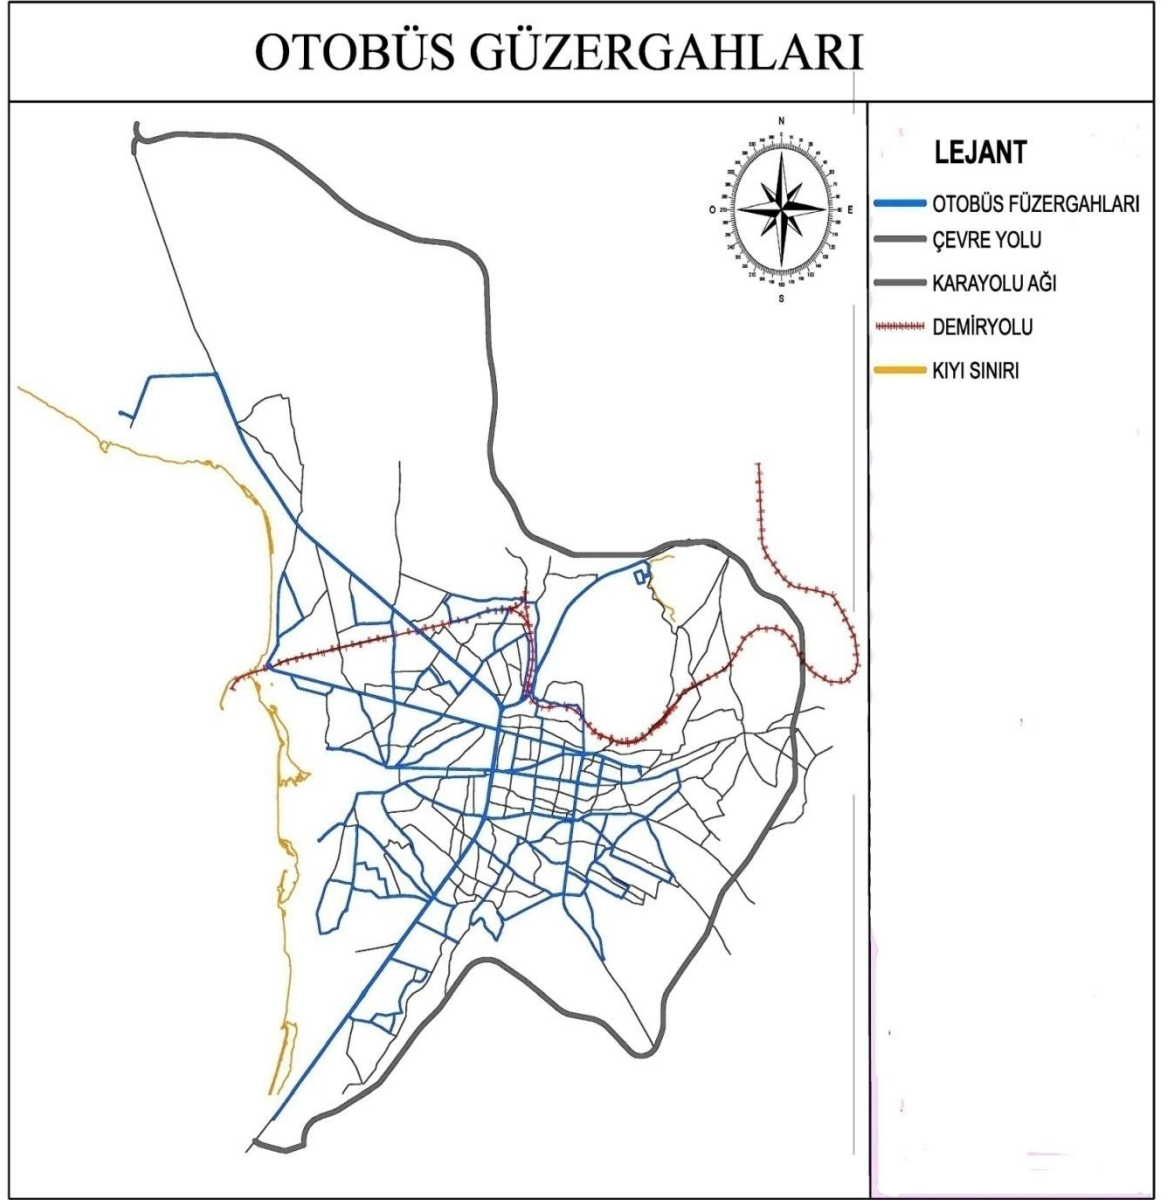 OTOBÜS GÜZERGAHLARI
N
O
E
S
LEJANT
OTOBÜS FÜZERGAHLARI
ÇEVRE YOLU
KARAYOLU AĞI
DEMİRYOLU
KIYI SINIRI